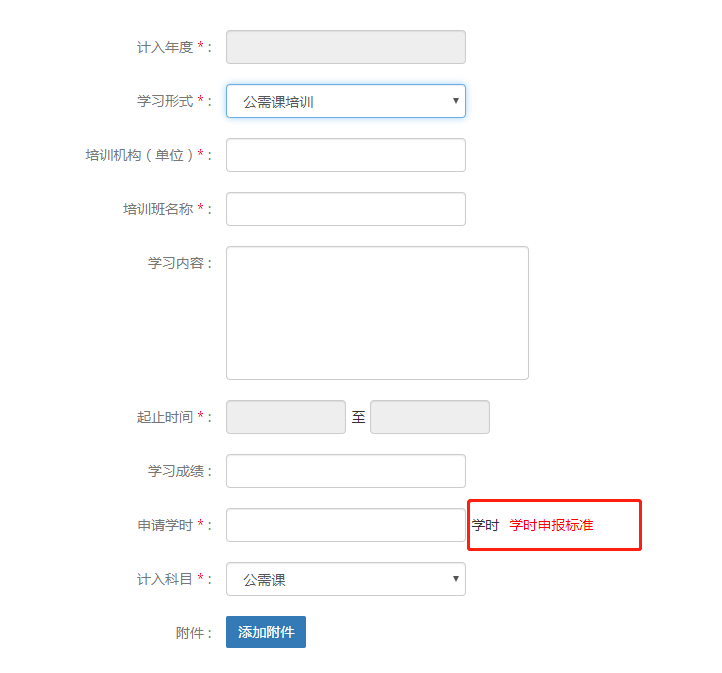 计入年度 * :
学习形式 * : 公需课培训
培训机构（单位）* :
培训班名称 * :
学习内容 :
起止时间 * : 至
学习成绩 :
申请学时 * : 学时 学时申报标准
计入科目 * : 公需课
附件 : 添加附件